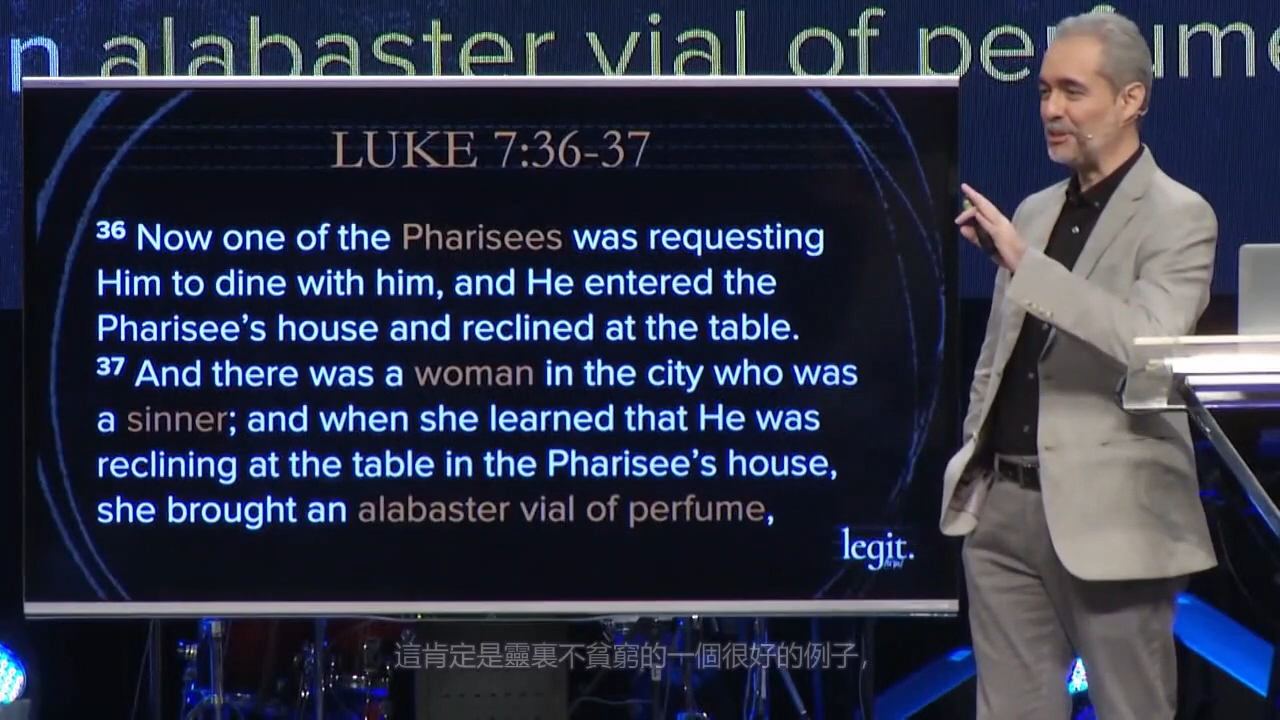 n alabaster vial of perfume
LUKE 7:36-37
36 Now one of the Pharisees was requesting
Him to dine with him, and He entered the
Pharisee’s house and reclined at the table.
37 And there was a woman in the city who was
a sinner; and when she learned that He was
reclining at the table in the Pharisee’s house,
she brought an alabaster vial of perfume,
legit.
這肯定是靈裏不貧窮的一個很好的例子，